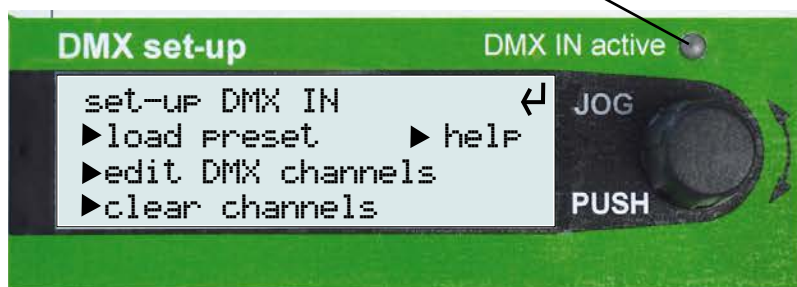 DMX set-up
DMX IN active
set-up DMX IN
JOG
▶load preset ▶ help
▶edit DMX channels
▶clear channels
PUSH